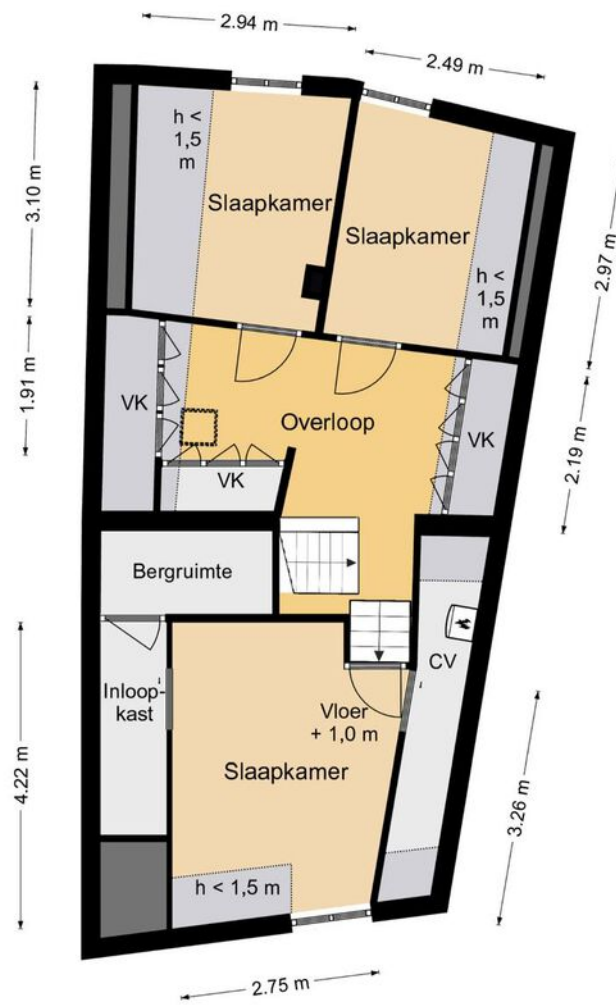 2.94 m
2.49 m
h <
1,5
m
Slaapkamer
Slaapkamer
h <
1,5
m
3.10 m
2.97 m
1.91 m
VK
Overloop
VK
VK
2.19 m
Bergruimte
CV
Inloop-
kast
Vloer
+ 1,0 m
Slaapkamer
4.22 m
3.26 m
h < 1,5 m
2.75 m